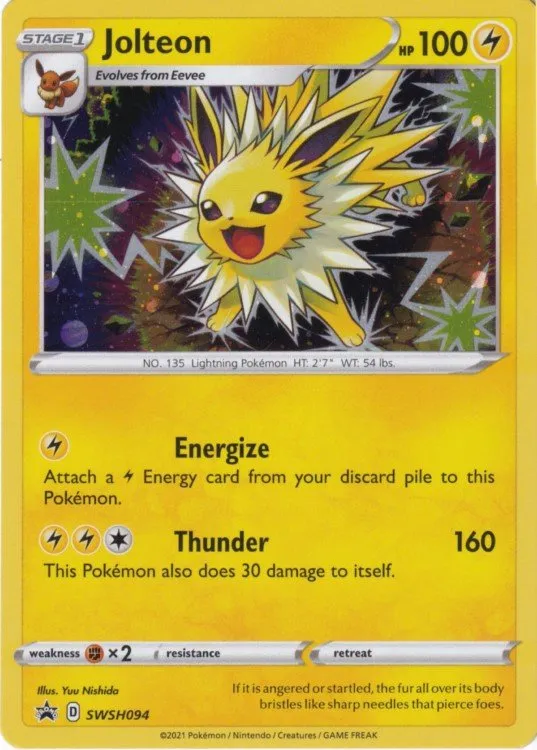 STAGE 1 Jolteon HP 100
Evolves from Eevee
NO. 135 Lightning Pokémon HT: 2'7" WT: 54 lbs.
Energize
Attach a Energy card from your discard pile to this
Pokémon.
Thunder 160
This Pokémon also does 30 damage to itself.
weakness ×2 resistance retreat
Illus. Yuu Nishida
If it is angered or startled, the fur all over its body
bristles like sharp needles that pierce foes.
D SWSH094
©2021 Pokémon / Nintendo / Creatures / GAME FREAK